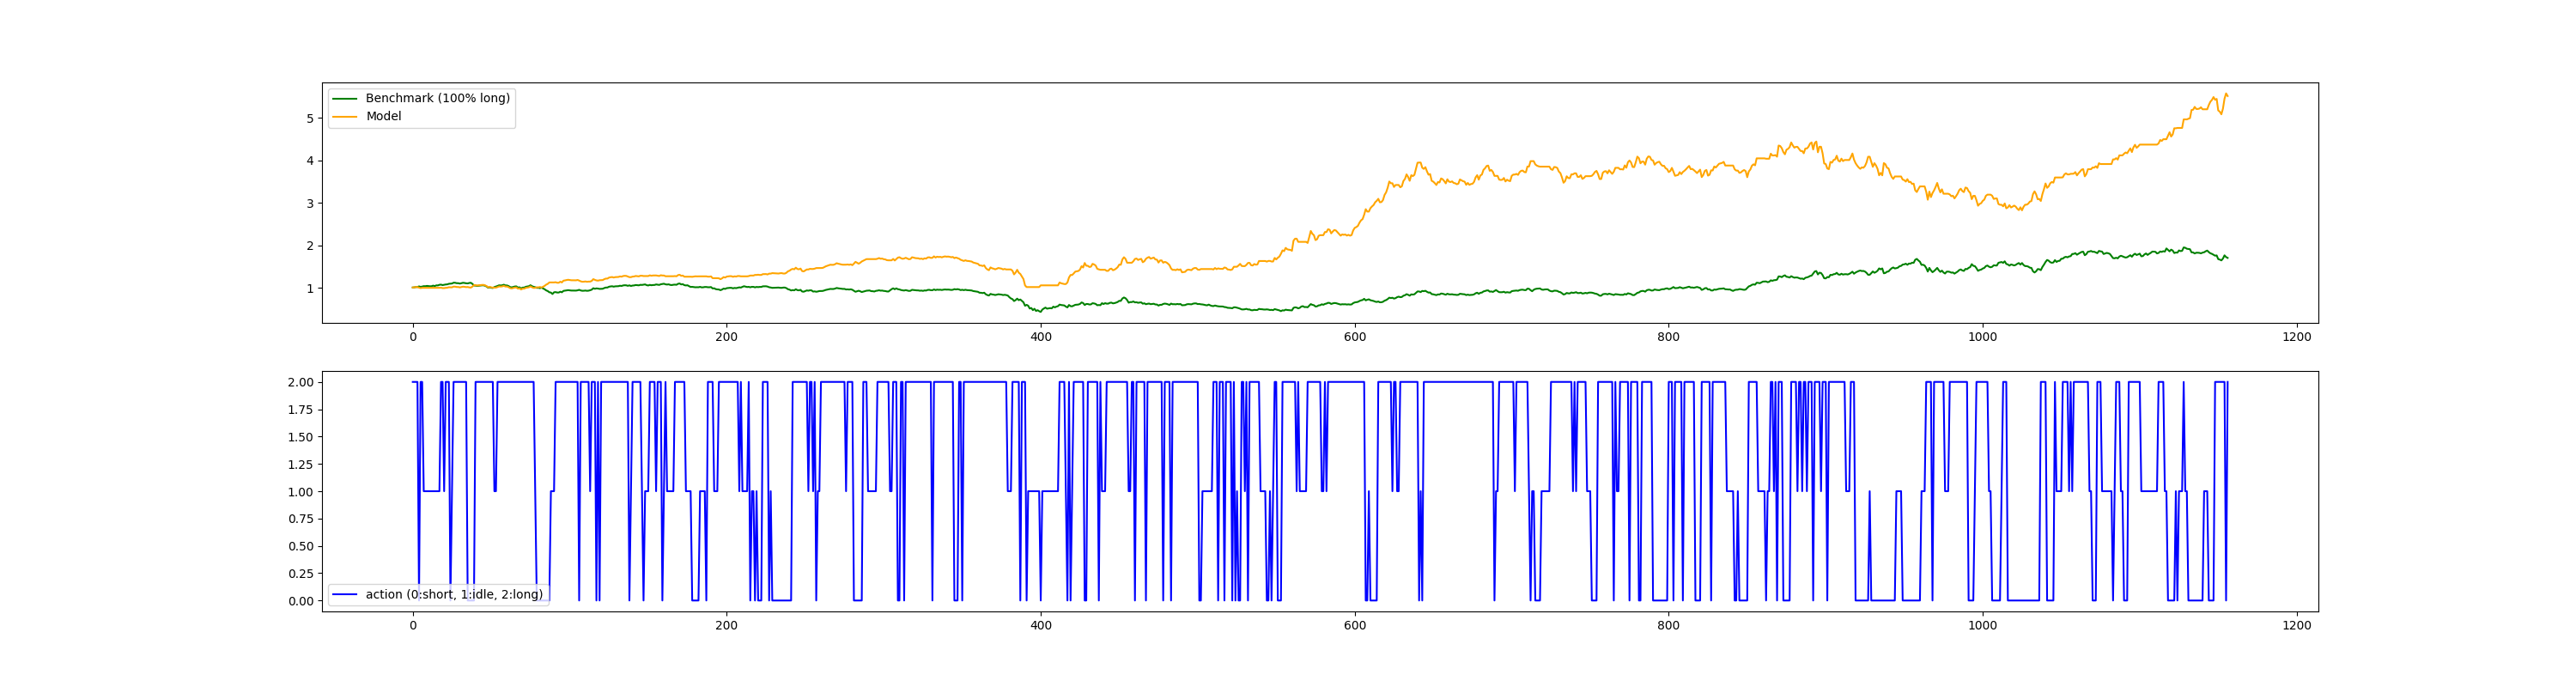 Benchmark (100% long)
Model
5
4
3
2
1
0 200 400 600 800 1000 1200
2.00
1.75
1.50
1.25
1.00
0.75
0.50
0.25
0.00
action (0:short, 1:idle, 2:long)
0 200 400 600 800 1000 1200